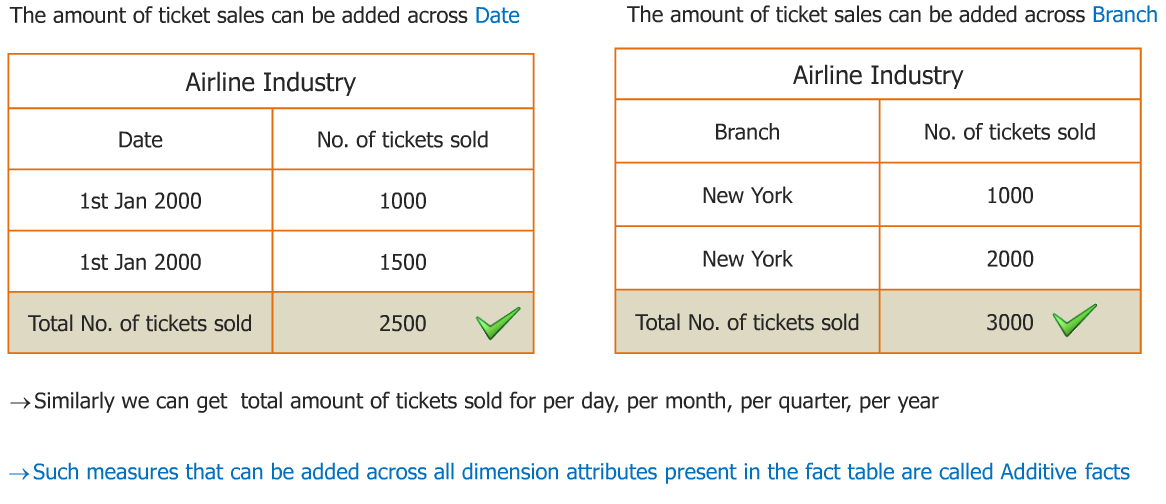 The amount of ticket sales can be added across Date
Airline Industry
Date No. of tickets sold
1st Jan 2000 1000
1st Jan 2000 1500
Total No. of tickets sold 2500
The amount of ticket sales can be added across Branch
Airline Industry
Branch No. of tickets sold
New York 1000
New York 2000
Total No. of tickets sold 3000
→Similarly we can get total amount of tickets sold for per day, per month, per quarter, per year
→Such measures that can be added across all dimension attributes present in the fact table are called Additive facts